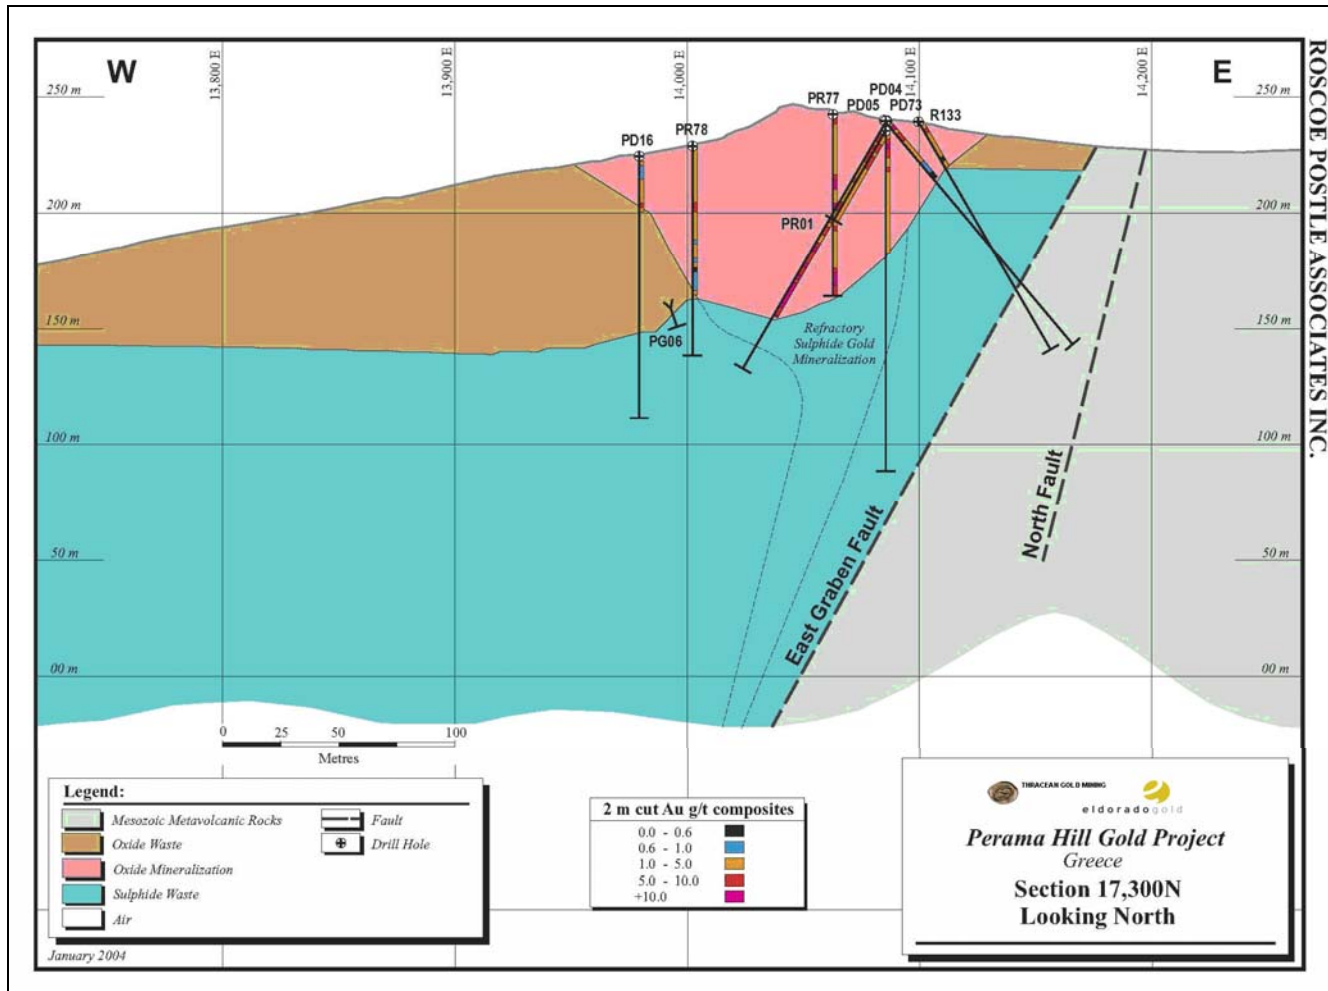 ROSCOE POSTLE ASSOCIATES INC.
W
E
13,800 E
13,900 E
14,000 E
14,100 E
14,200 E
250 m
200 m
150 m
100 m
50 m
00 m
250 m
200 m
150 m
100 m
50 m
00 m
PD16
PR78
PR77
PD05
PD04
PD73
R133
PR01
PG06
Refractory
Sulphide Gold
Mineralization
East Graben Fault
North Fault
0 25 50 100
Metres
Legend:
Mesozoic Metavolcanic Rocks
Oxide Waste
Oxide Mineralization
Sulphide Waste
Air
Fault
Drill Hole
January 2004
2 m cut Au g/t composites
0.0 - 0.6
0.6 - 1.0
1.0 - 5.0
5.0 - 10.0
+10.0
THRACEAN GOLD MINING
eldoradogold
Perama Hill Gold Project
Greece
Section 17,300N
Looking North